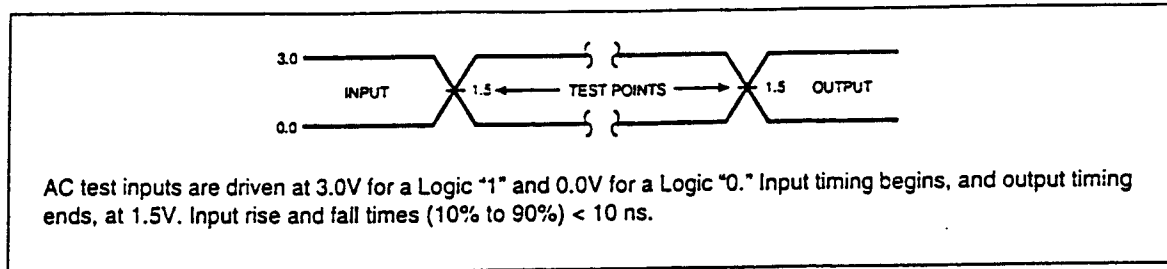 3.0
INPUT
1.5
TEST POINTS
1.5
OUTPUT
0.0
AC test inputs are driven at 3.0V for a Logic "1" and 0.0V for a Logic "0." Input timing begins, and output timing
ends, at 1.5V. Input rise and fall times (10% to 90%) < 10 ns.